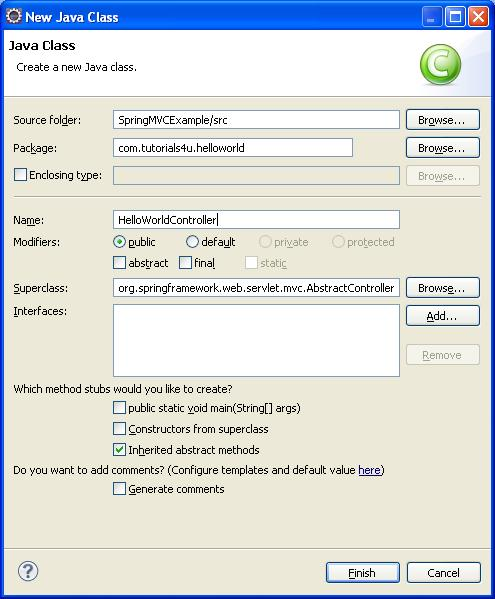 New Java Class
Java Class
Create a new Java class.
C
Source folder: SpringMVCExample/src Browse...
Package: com.tutorials4u.helloworld Browse...
Enclosing type: Browse...
Name: HelloWorldController
Modifiers: public default private protected
abstract final static
Superclass: org.springframework.web.servlet.mvc.AbstractController Browse...
Interfaces: Add...
Remove
Which method stubs would you like to create?
public static void main(String[] args)
Constructors from superclass
Inherited abstract methods
Do you want to add comments? (Configure templates and default value here)
Generate comments
? Finish Cancel